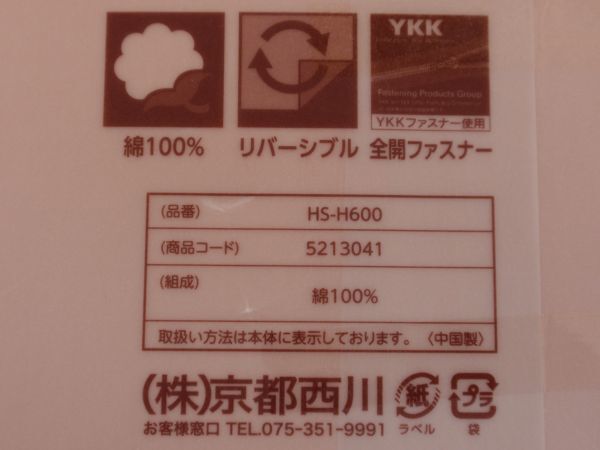 YKK
Fastening Products Group
YKKファスナー使用
綿100% リバーシブル 全開ファスナー
(品番) HS-H600
(商品コード) 5213041
(組成) 綿100%
取扱い方法は本体に表示しております。〈中国製〉
(株)京都西川
お客様窓口 TEL.075-351-9991
紙 ラベル
プラ 袋